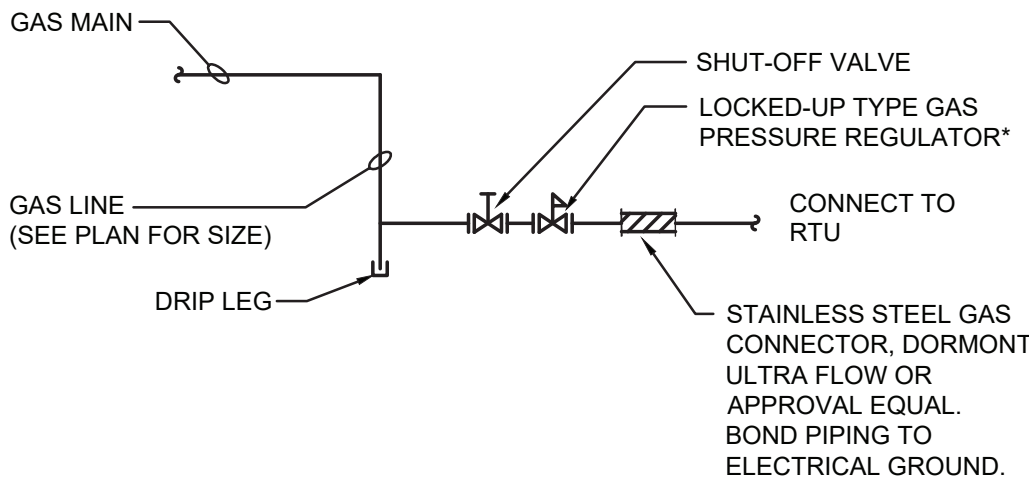 GAS MAIN
SHUT-OFF VALVE
LOCKED-UP TYPE GAS
PRESSURE REGULATOR*
GAS LINE
(SEE PLAN FOR SIZE)
CONNECT TO
RTU
DRIP LEG
STAINLESS STEEL GAS
CONNECTOR, DORMONT
ULTRA FLOW OR
APPROVAL EQUAL.
BOND PIPING TO
ELECTRICAL GROUND.